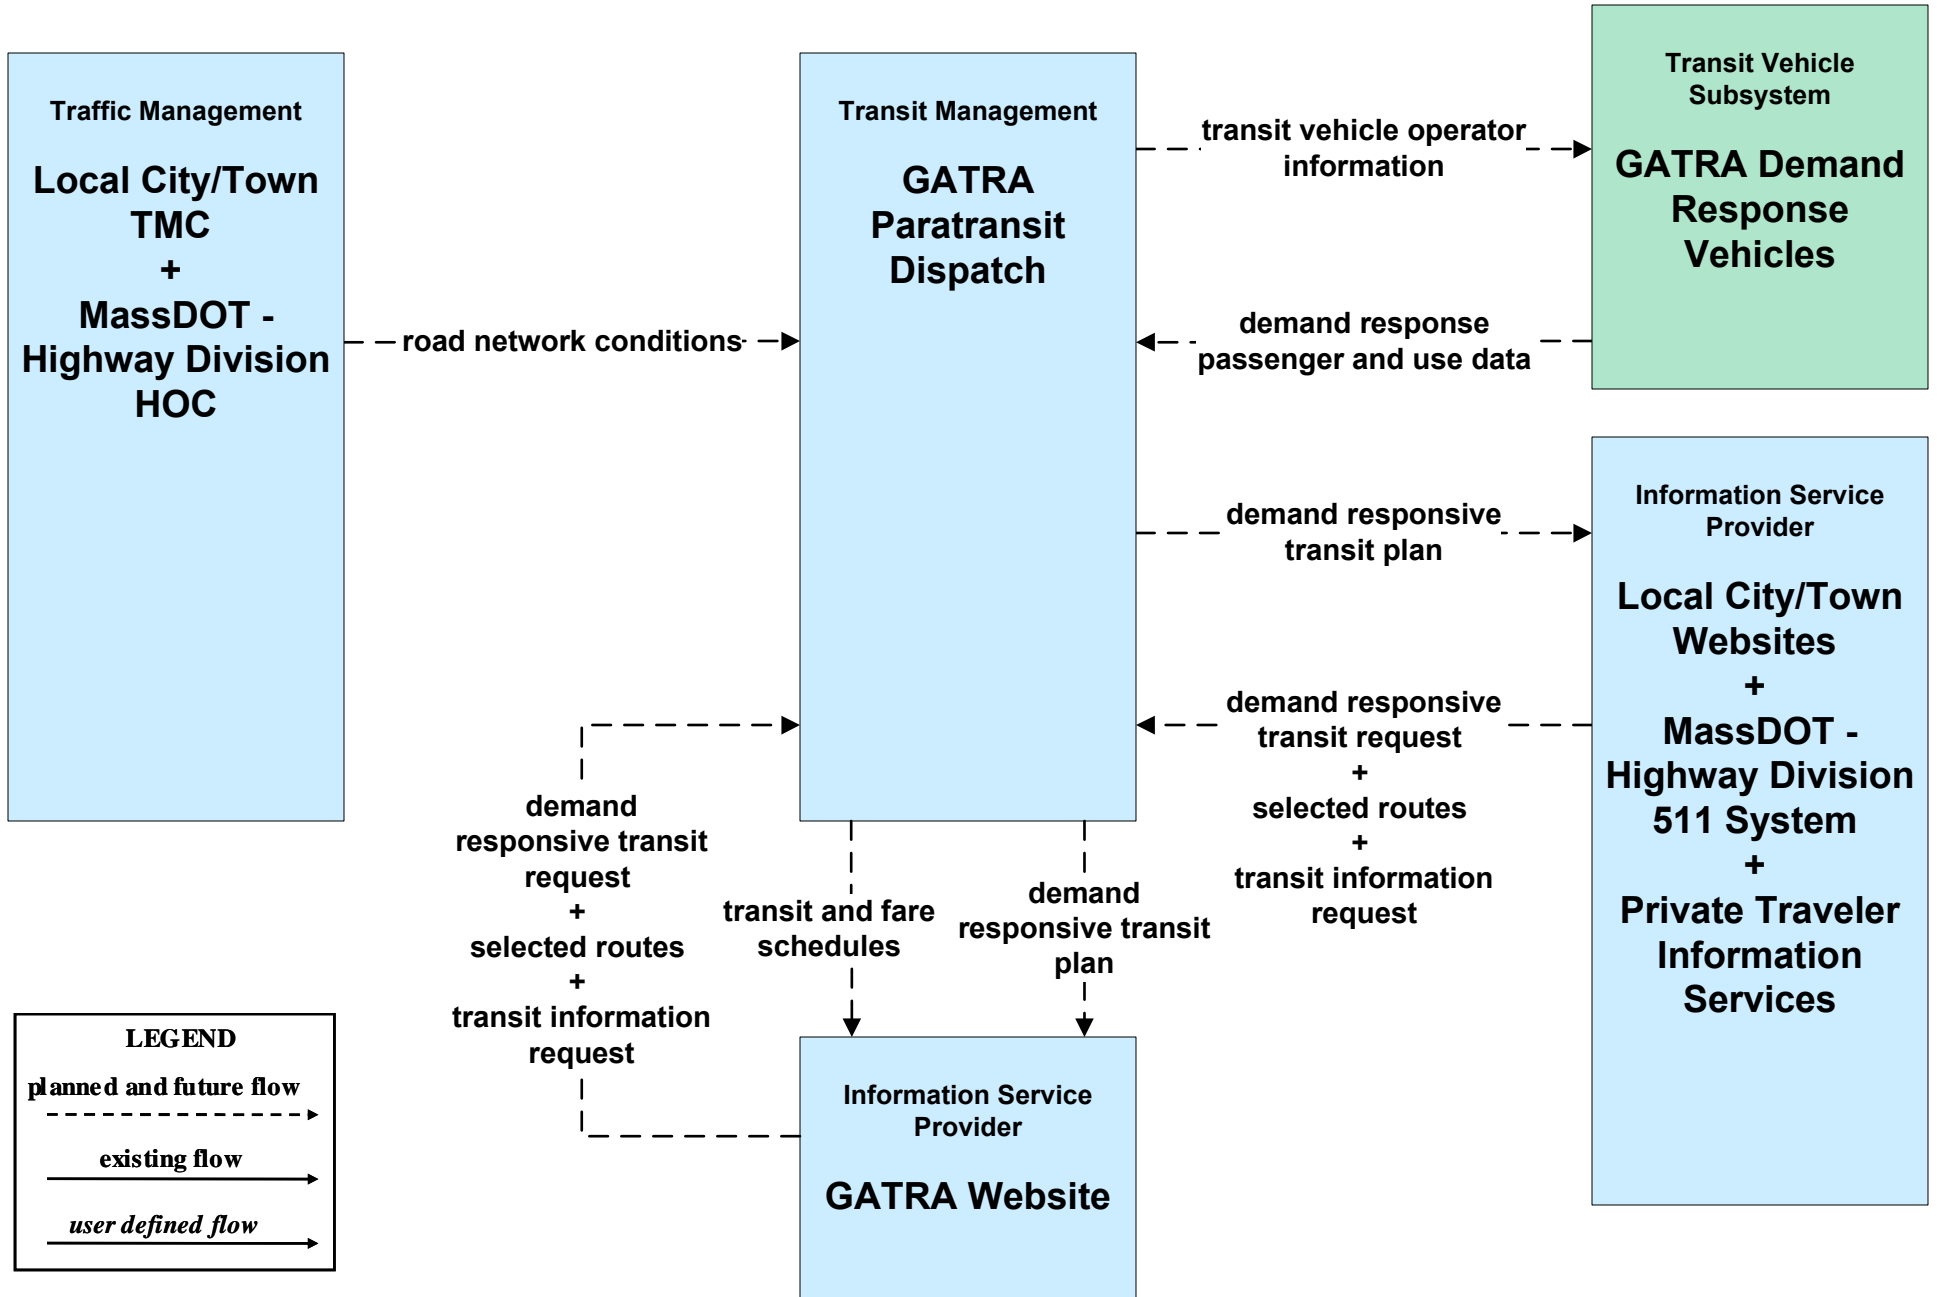 Traffic Management
Local City/Town
TMC
+
MassDOT -
Highway Division
HOC
road network conditions
Transit Management
GATRA
Paratransit
Dispatch
transit vehicle operator
information
demand response
passenger and use data
Transit Vehicle
Subsystem
GATRA Demand
Response
Vehicles
demand responsive
transit plan
demand responsive
transit request
+
selected routes
+
transit information
request
Information Service
Provider
Local City/Town
Websites
+
MassDOT -
Highway Division
511 System
+
Private Traveler
Information
Services
demand
responsive transit
request
+
selected routes
+
transit information
request
transit and fare
schedules
demand
responsive transit
plan
Information Service
Provider
GATRA Website
LEGEND
planned and future flow
existing flow
user defined flow